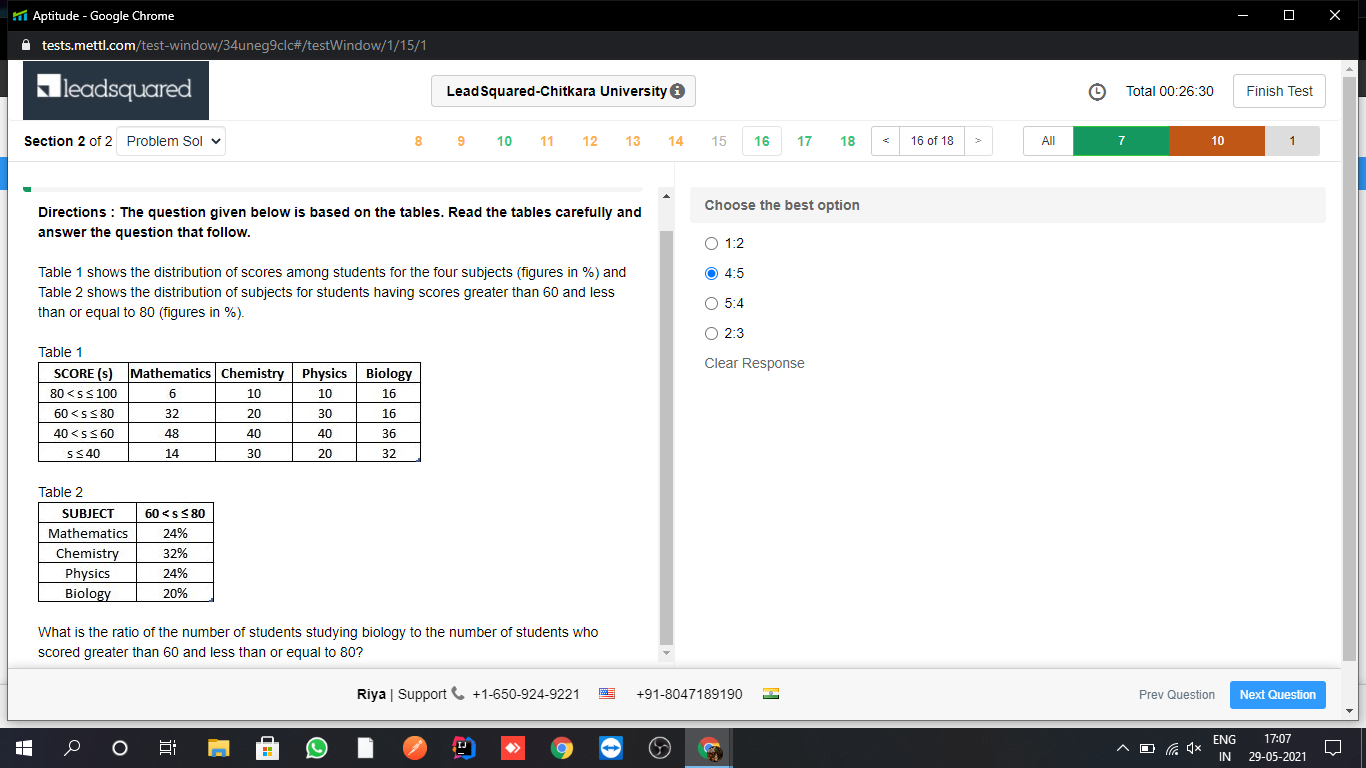 Aptitude - Google Chrome
tests.mettl.com/test-window/34uneg9clc#/testWindow/1/15/1
leadsquared
LeadSquared-Chitkara University
Total 00:26:30
Finish Test
Section 2 of 2 Problem Sol
8 9 10 11 12 13 14 15 16 17 18 < 16 of 18 > All 7 10 1
Directions : The question given below is based on the tables. Read the tables carefully and
answer the question that follow.
Table 1 shows the distribution of scores among students for the four subjects (figures in %) and
Table 2 shows the distribution of subjects for students having scores greater than 60 and less
than or equal to 80 (figures in %).
Table 1
SCORE (s) Mathematics Chemistry Physics Biology
80 < s ≤ 100 6 10 10 16
60 < s ≤ 80 32 20 30 16
40 < s ≤ 60 48 40 40 36
s ≤ 40 14 30 20 32
Table 2
SUBJECT 60 < s ≤ 80
Mathematics 24%
Chemistry 32%
Physics 24%
Biology 20%
What is the ratio of the number of students studying biology to the number of students who
scored greater than 60 and less than or equal to 80?
Choose the best option
1:2
4:5
5:4
2:3
Clear Response
Riya | Support +1-650-924-9221 +91-8047189190
Prev Question
Next Question
ENG
IN
17:07
29-05-2021